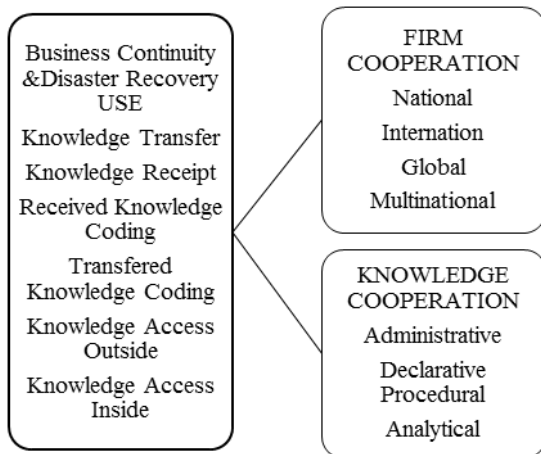 Business Continuity
&Disaster Recovery
USE
Knowledge Transfer
Knowledge Receipt
Received Knowledge
Coding
Transfered
Knowledge Coding
Knowledge Access
Outside
Knowledge Access
Inside
FIRM
COOPERATION
National
Internation
Global
Multinational
KNOWLEDGE
COOPERATION
Administrative
Declarative
Procedural
Analytical